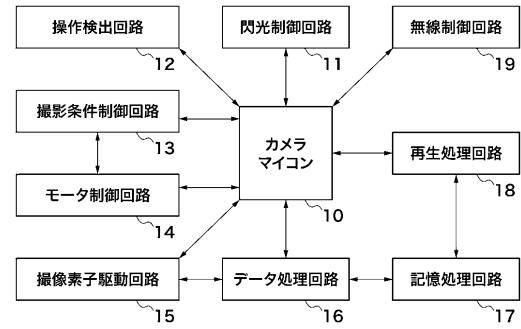 操作検出回路
閃光制御回路
無線制御回路
12
11
19
撮影条件制御回路
13
カメラ
マイコン
再生処理回路
18
モータ制御回路
14
10
撮像素子駆動回路
データ処理回路
記憶処理回路
15
16
17